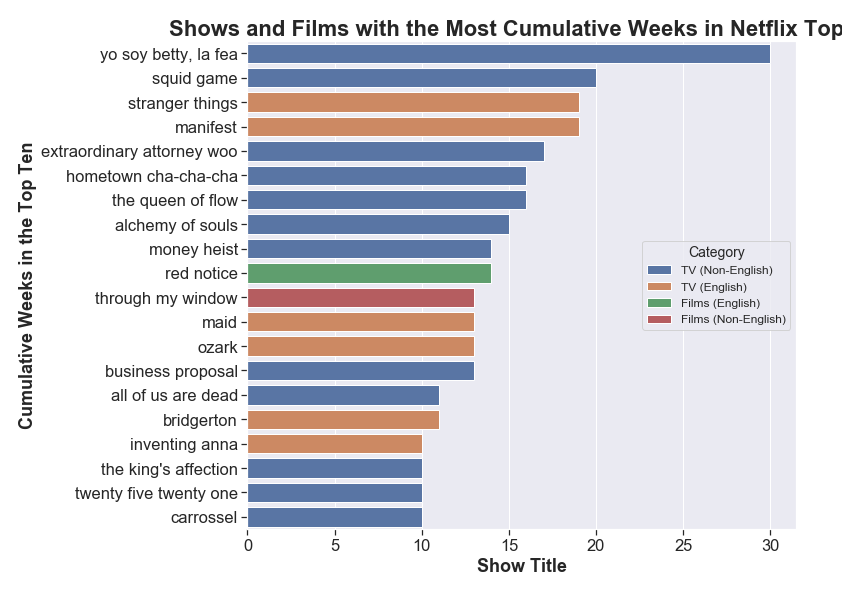 Shows and Films with the Most Cumulative Weeks in Netflix Top
Cumulative Weeks in the Top Ten
yo soy betty, la fea
squid game
stranger things
manifest
extraordinary attorney woo
hometown cha-cha-cha
the queen of flow
alchemy of souls
money heist
red notice
through my window
maid
ozark
business proposal
all of us are dead
bridgerton
inventing anna
the king's affection
twenty five twenty one
carrossel
Category
TV (Non-English)
TV (English)
Films (English)
Films (Non-English)
0 5 10 15 20 25 30
Show Title